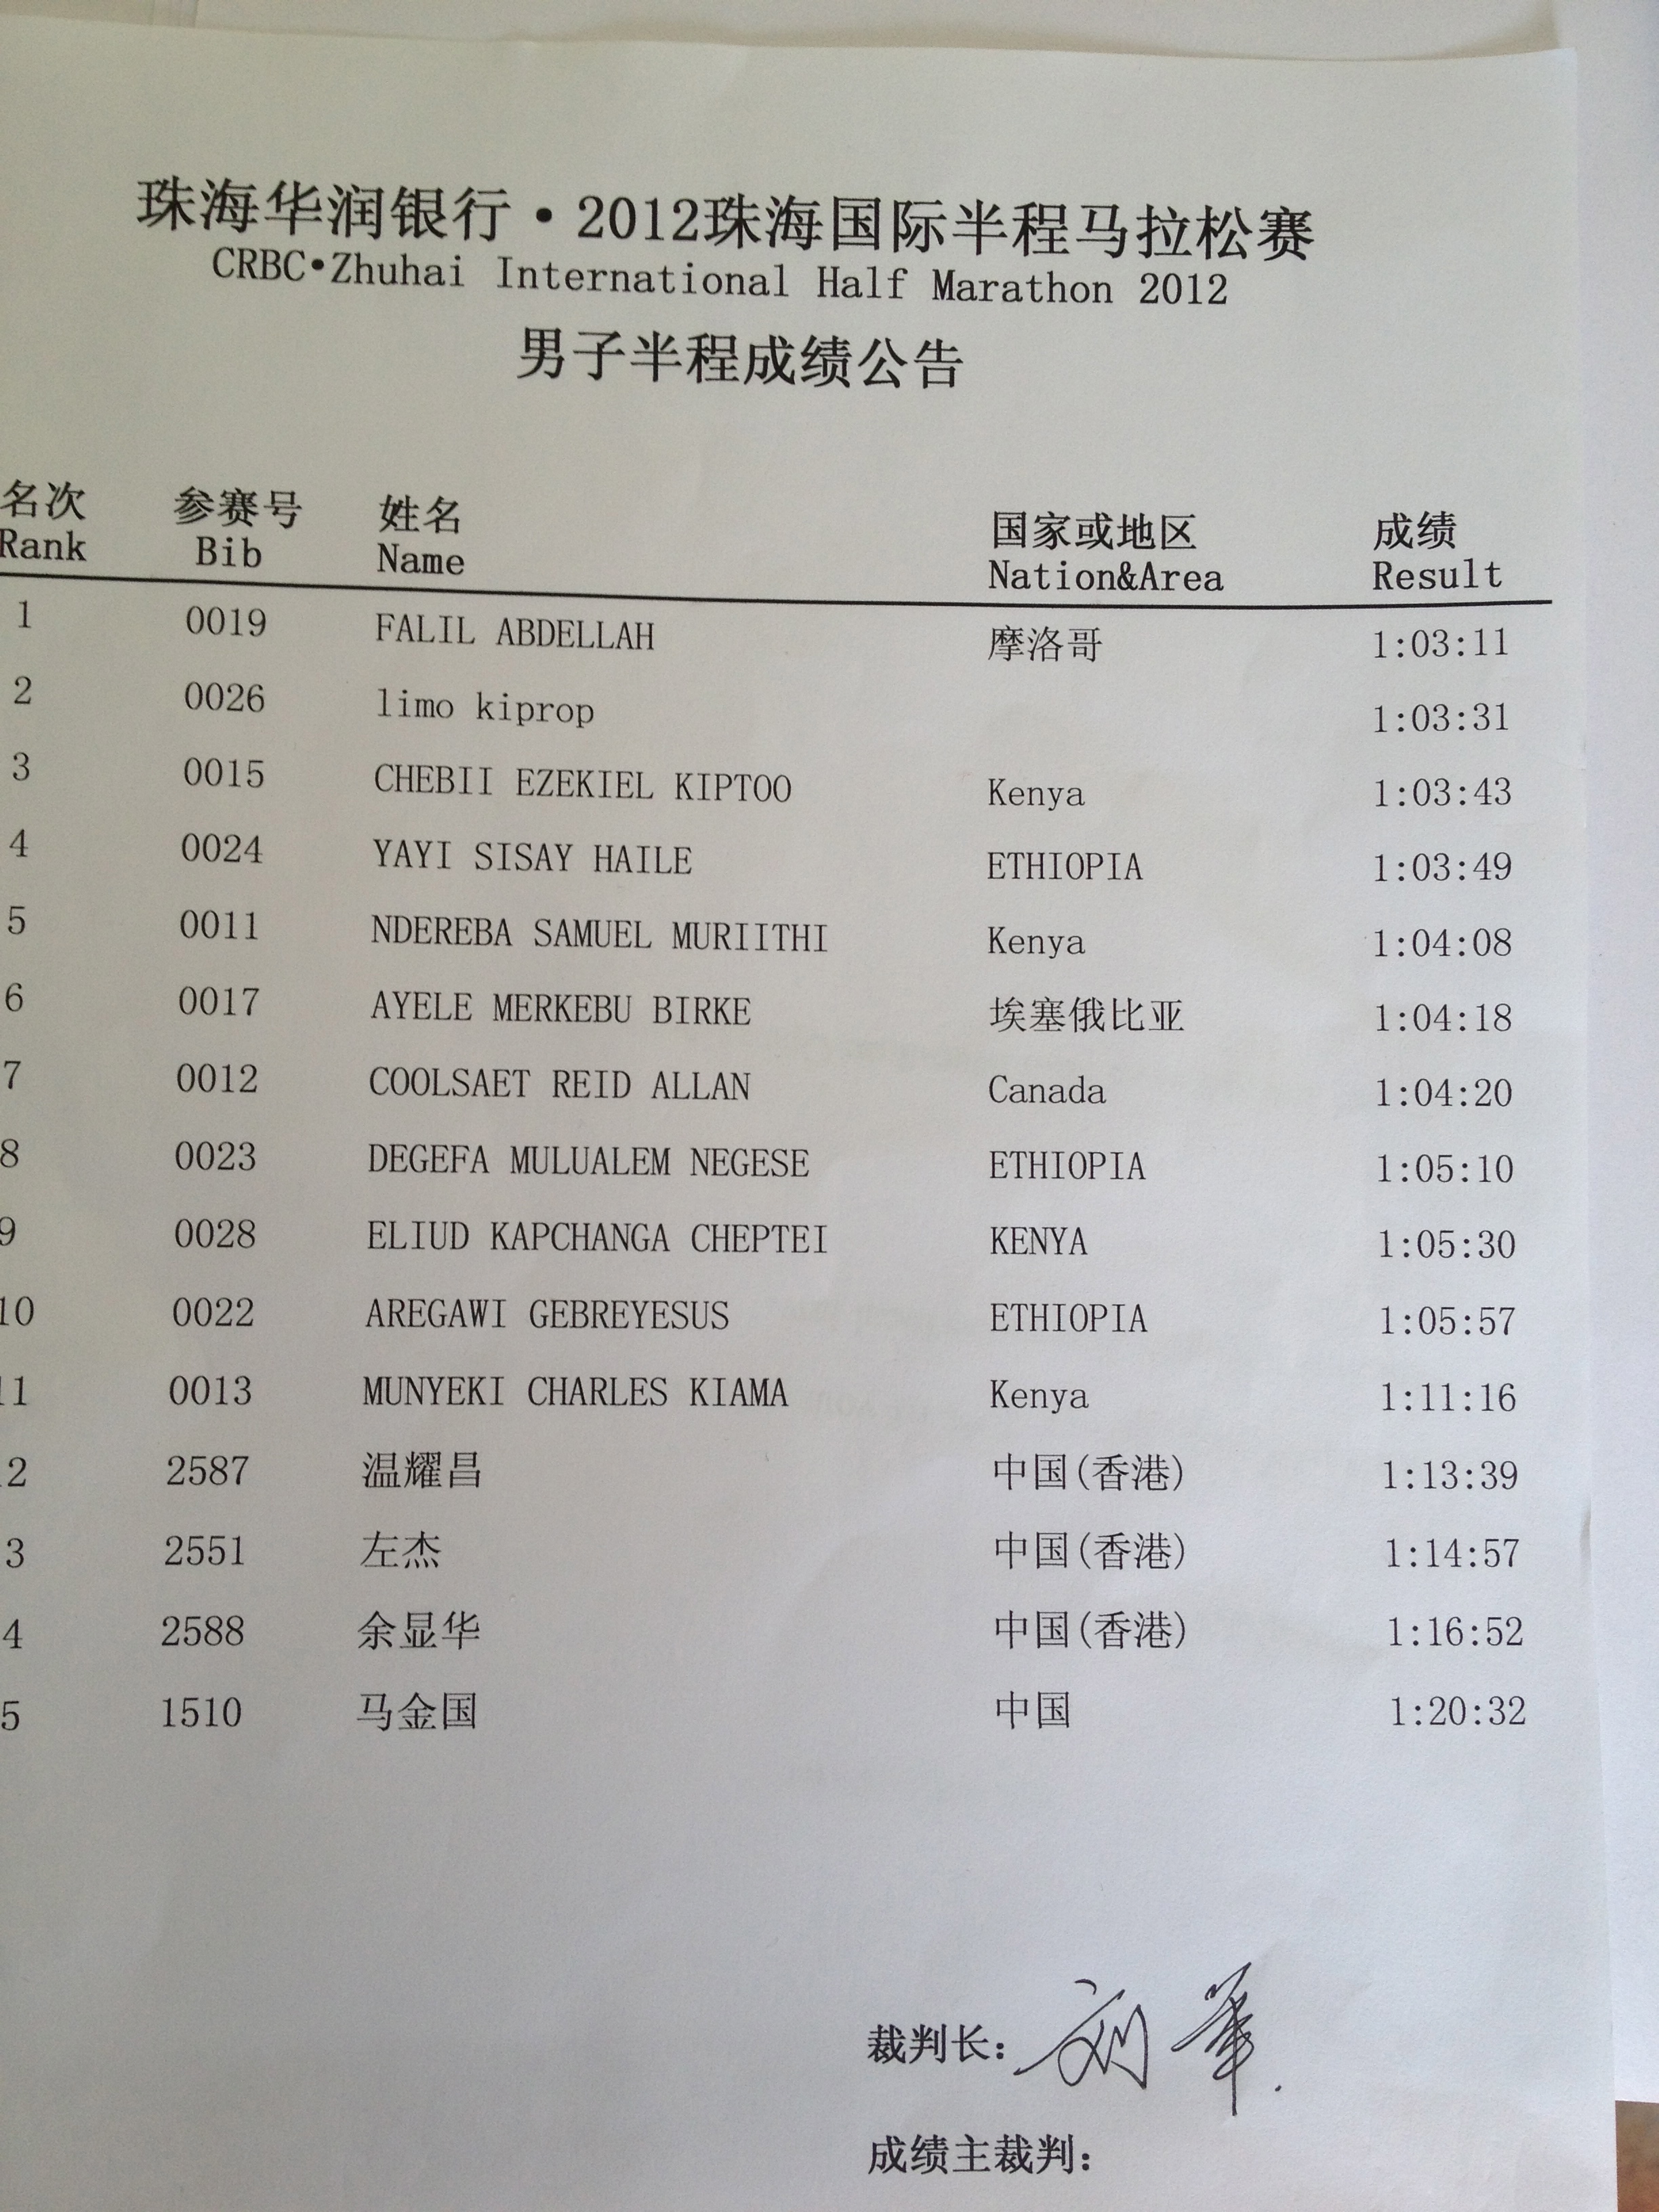 珠海华润银行·2012珠海国际半程马拉松赛
CRBC•Zhuhai International Half Marathon 2012
男子半程成绩公告
名次 参赛号 姓名 国家或地区 成绩
Rank Bib Name Nation&Area Result
1 0019 FALIL ABDELLAH 摩洛哥 1:03:11
2 0026 limo kiprop 1:03:31
3 0015 CHEBII EZEKIEL KIPTOO Kenya 1:03:43
4 0024 YAYI SISAY HAILE ETHIOPIA 1:03:49
5 0011 NDEREBA SAMUEL MURIITHI Kenya 1:04:08
6 0017 AYELE MERKEBU BIRKE 埃塞俄比亚 1:04:18
7 0012 COOLSAET REID ALLAN Canada 1:04:20
8 0023 DEGEFA MULUALEM NEGESE ETHIOPIA 1:05:10
9 0028 ELIUD KAPCHANGA CHEPTEI KENYA 1:05:30
10 0022 AREGAWI GEBREYESUS ETHIOPIA 1:05:57
11 0013 MUNYEKI CHARLES KIAMA Kenya 1:11:16
2 2587 温耀昌 中国(香港) 1:13:39
3 2551 左杰 中国(香港) 1:14:57
4 2588 余显华 中国(香港) 1:16:52
5 1510 马金国 中国 1:20:32
裁判长:
成绩主裁判: